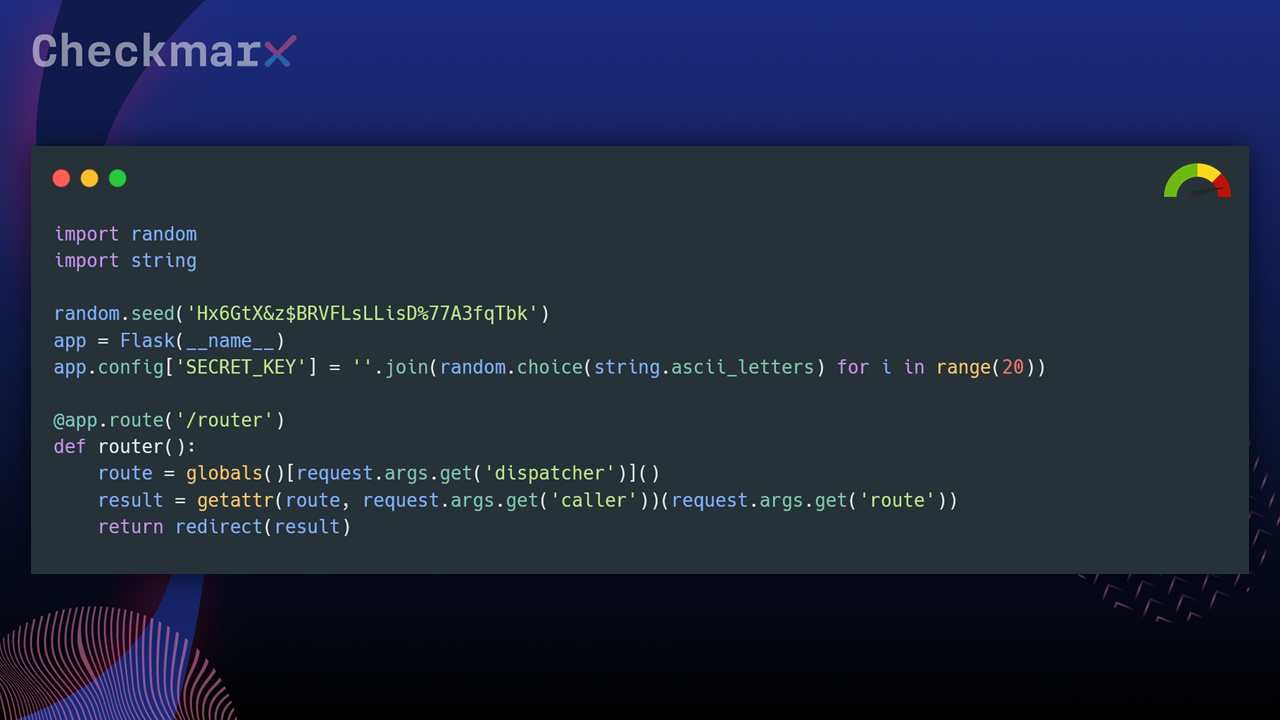 Checkmarx
import random
import string
random.seed('Hx6GtX&z$BRVFLsLLisD%77A3fqTbk')
app = Flask(__name__)
app.config['SECRET_KEY'] = ''.join(random.choice(string.ascii_letters) for i in range(20))
@app.route('/router')
def router():
    route = globals()[request.args.get('dispatcher')]()
    result = getattr(route, request.args.get('caller'))(request.args.get('route'))
    return redirect(result)